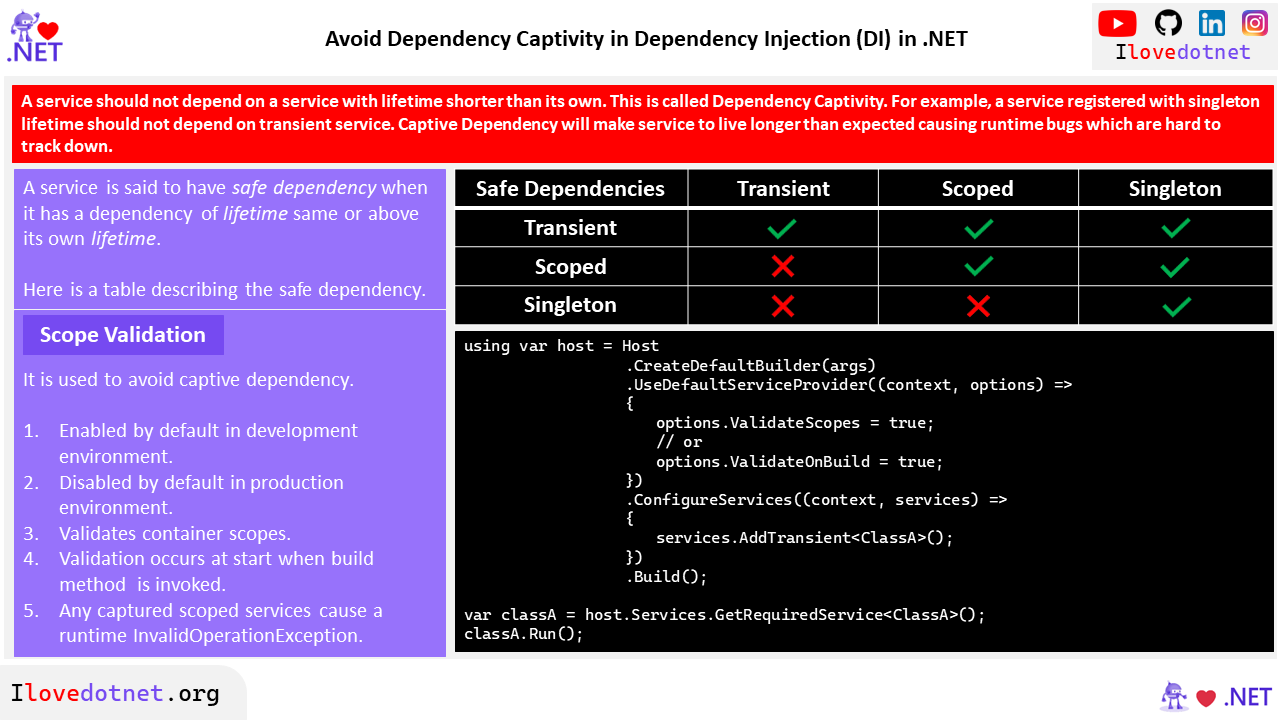 .NET
Avoid Dependency Captivity in Dependency Injection (DI) in .NET
Ilovedotnet
A service should not depend on a service with lifetime shorter than its own. This is called Dependency Captivity. For example, a service registered with singleton
lifetime should not depend on transient service. Captive Dependency will make service to live longer than expected causing runtime bugs which are hard to
track down.
A service is said to have safe dependency when
it has a dependency of lifetime same or above
its own lifetime.
Here is a table describing the safe dependency.
Scope Validation
It is used to avoid captive dependency.
1. Enabled by default in development
environment.
2. Disabled by default in production
environment.
3. Validates container scopes.
4. Validation occurs at start when build
method is invoked.
5. Any captured scoped services cause a
runtime InvalidOperationException.
Safe Dependencies Transient Scoped Singleton
Transient ✓ ✓ ✓
Scoped ✗ ✓ ✓
Singleton ✗ ✗ ✓
using var host = Host
.CreateDefaultBuilder(args)
.UseDefaultServiceProvider((context, options) =>
{
options.ValidateScopes = true;
// or
options.ValidateOnBuild = true;
})
.ConfigureServices((context, services) =>
{
services.AddTransient<ClassA>();
})
.Build();
var classA = host.Services.GetRequiredService<ClassA>();
classA.Run();
Ilovedotnet.org
.NET